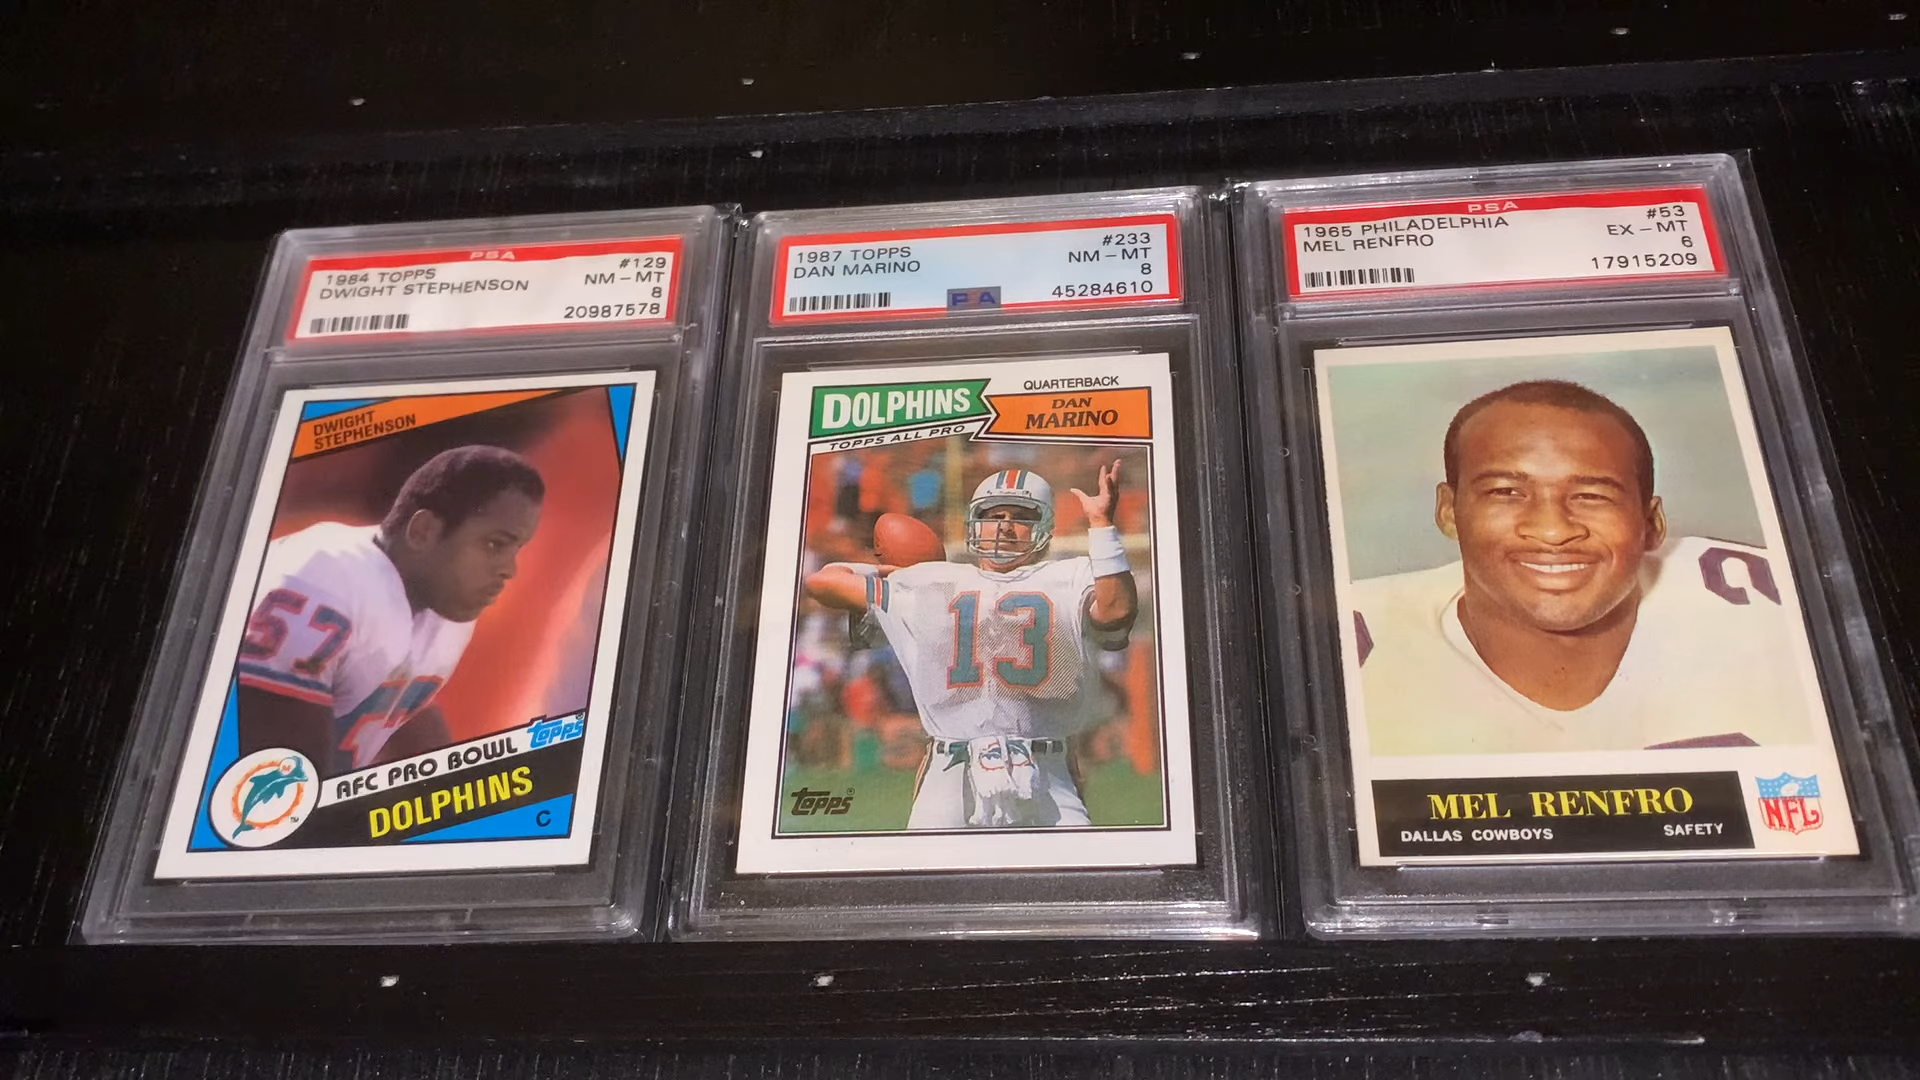 PSA
1984 TOPPS #129
DWIGHT STEPHENSON NM - MT
8
20987578
DWIGHT
STEPHENSON
57
topps
AFC PRO BOWL
DOLPHINS
C
TM
PSA
1987 TOPPS #233
DAN MARINO NM - MT
8
45284610
DOLPHINS
TOPPS ALL PRO
QUARTERBACK
DAN
MARINO
13
topps®
PSA
1965 PHILADELPHIA #53
MEL RENFRO EX - MT
6
17915209
MEL RENFRO
DALLAS COWBOYS SAFETY
NFL